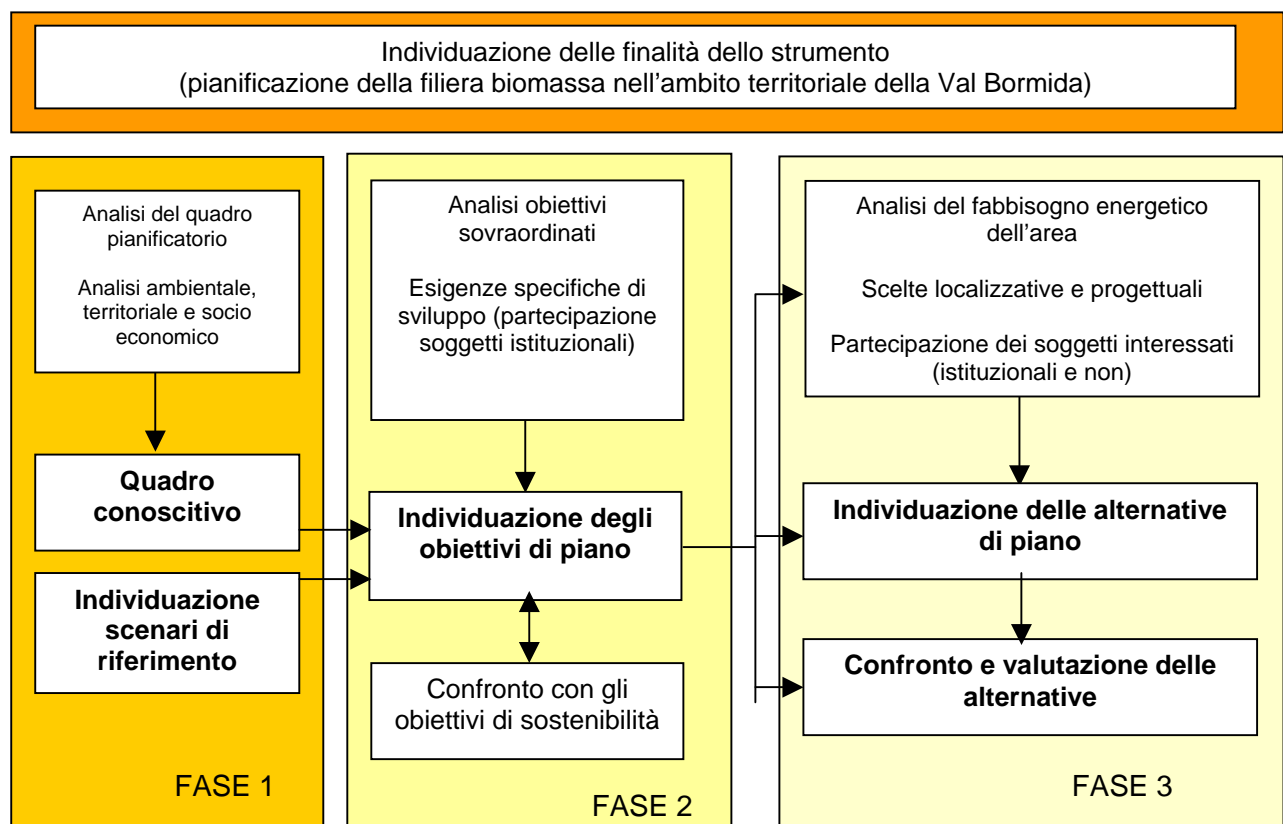 Individuazione delle finalità dello strumento
(pianificazione della filiera biomassa nell’ambito territoriale della Val Bormida)
Analisi del quadro
pianificatorio
Analisi ambientale,
territoriale e socio
economico
Quadro
conoscitivo
Individuazione
scenari di
riferimento
FASE 1
Analisi obiettivi
sovraordinati
Esigenze specifiche di
sviluppo (partecipazione
soggetti istituzionali)
Individuazione degli
obiettivi di piano
Confronto con gli
obiettivi di sostenibilità
FASE 2
Analisi del fabbisogno energetico
dell’area
Scelte localizzative e progettuali
Partecipazione dei soggetti interessati
(istituzionali e non)
Individuazione delle alternative
di piano
Confronto e valutazione delle
alternative
FASE 3